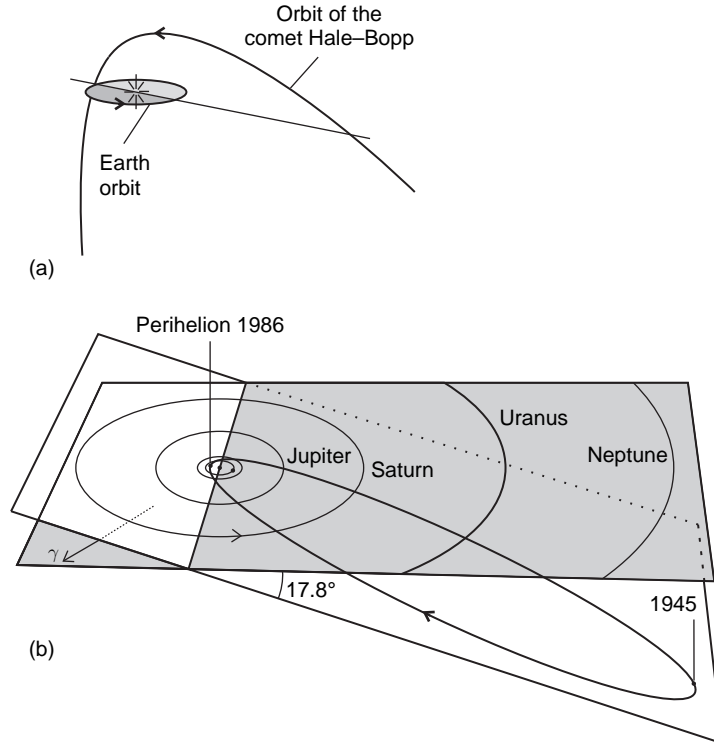 Orbit of the
comet Hale–Bopp
Earth
orbit
(a)
Perihelion 1986
Uranus
Jupiter
Saturn
Neptune
γ
17.8°
1945
(b)